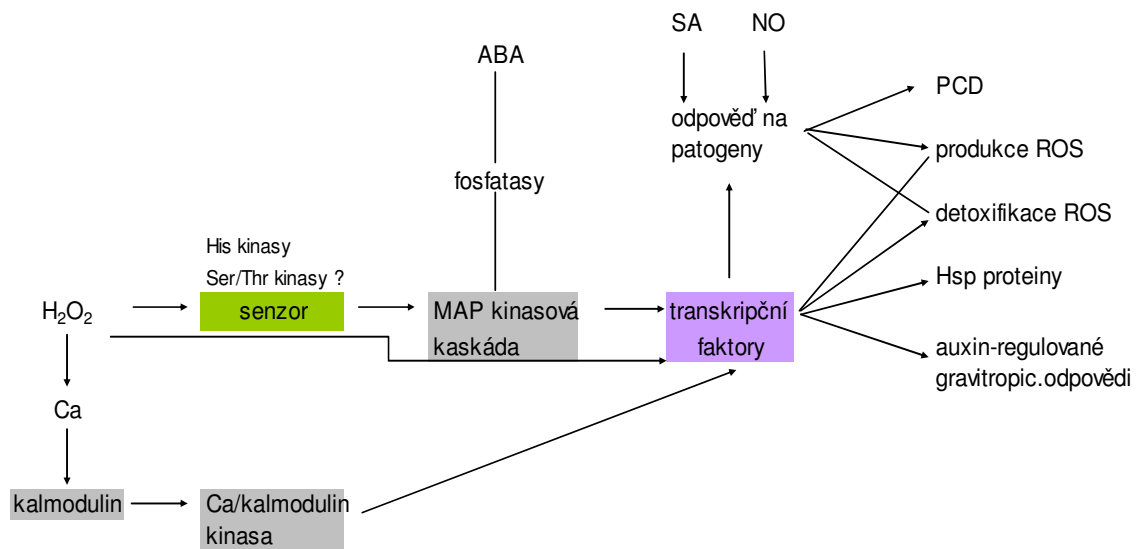 SA
NO
ABA
PCD
odpověď na
patogeny
produkce ROS
fosfatasy
detoxifikace ROS
His kinasy
Ser/Thr kinasy ?
Hsp proteiny
H₂O₂
senzor
MAP kinasová
kaskáda
transkripční
faktory
auxin-regulované
gravitropic.odpovědi
Ca
kalmodulin
Ca/kalmodulin
kinasa